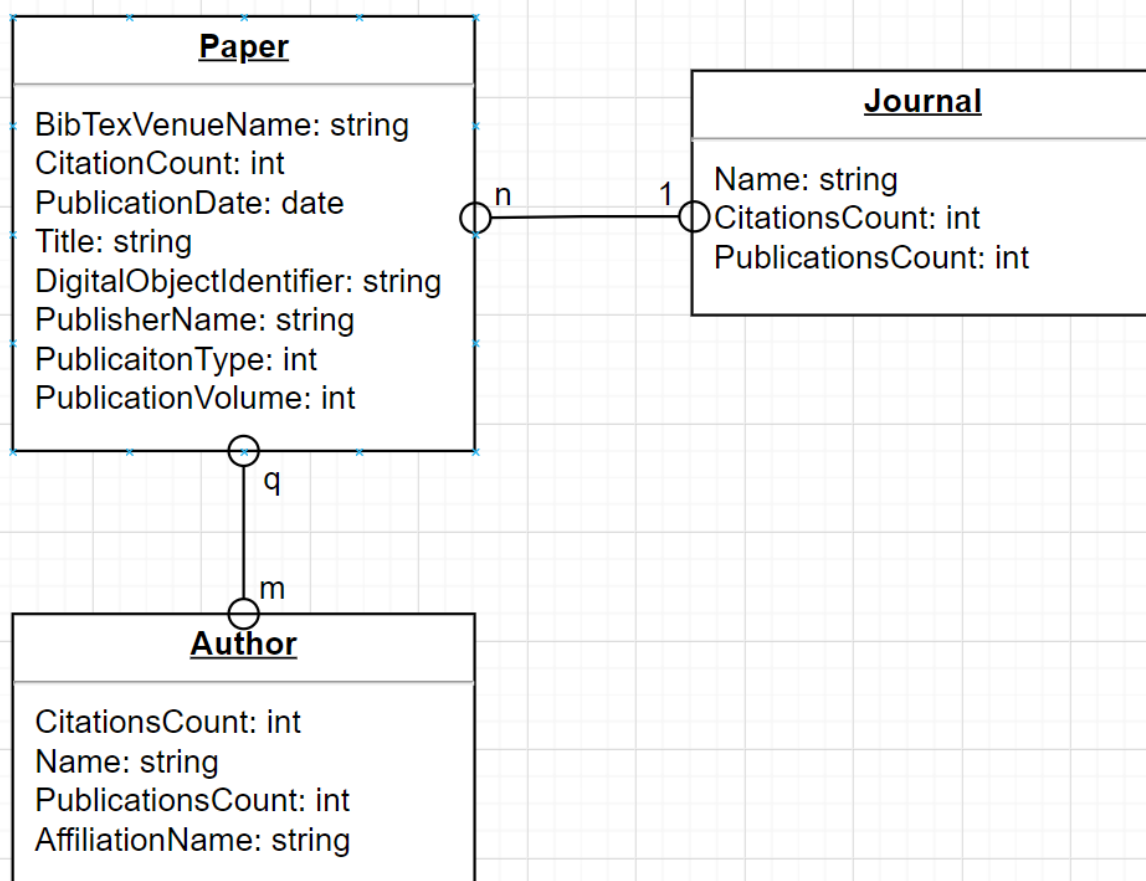 Paper
BibTexVenueName: string
CitationCount: int
PublicationDate: date
Title: string
DigitalObjectIdentifier: string
PublisherName: string
PublicaitonType: int
PublicationVolume: int
n
1
Journal
Name: string
CitationsCount: int
PublicationsCount: int
q
m
Author
CitationsCount: int
Name: string
PublicationsCount: int
AffiliationName: string